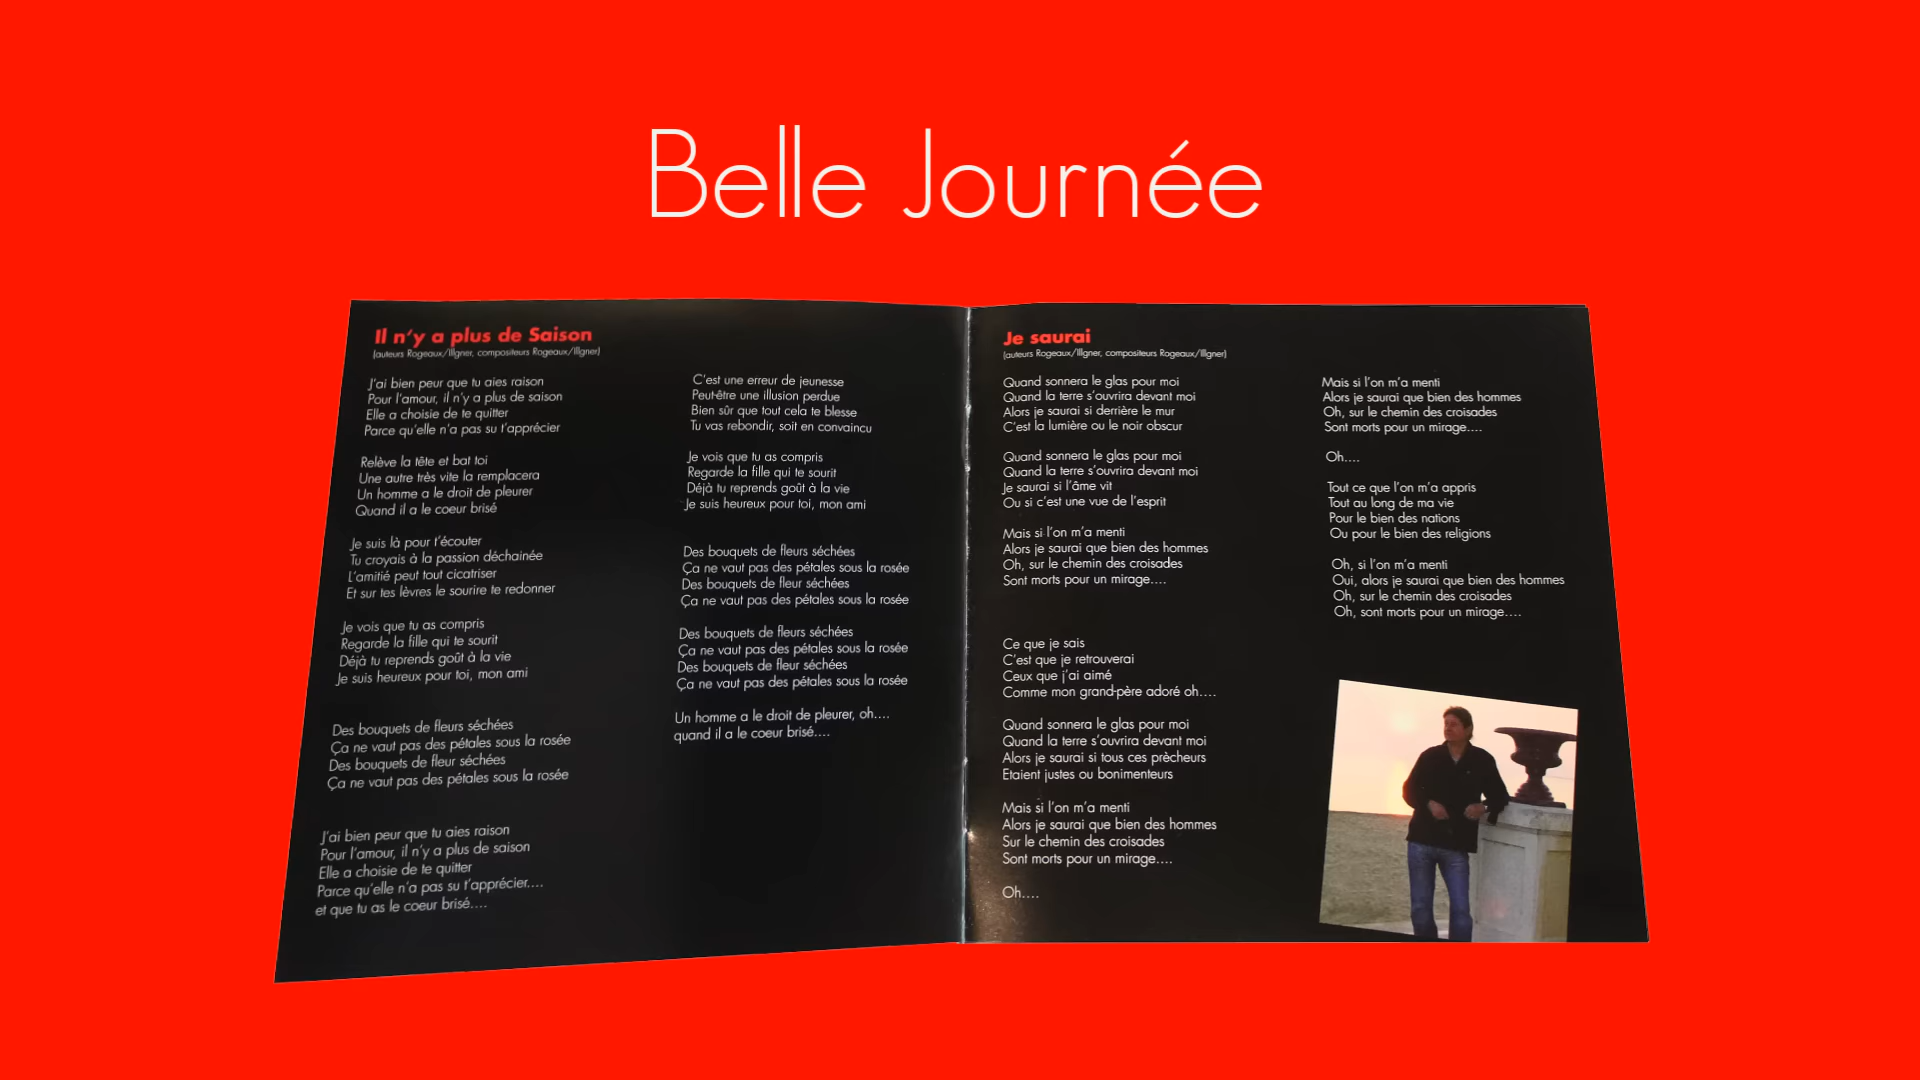 Belle Journée
Il n'y a plus de Saison
(auteurs Rogeaux/Illgner, compositeurs Rogeaux/Illgner)
J'ai bien peur que tu aies raison
Pour l'amour, il n'y a plus de saison
Elle a choisie de te quitter
Parce qu'elle n'a pas su t'apprécier
Relève la tête et bat toi
Une autre très vite la remplacera
Un homme a le droit de pleurer
Quand il a le coeur brisé
Je suis là pour t'écouter
Tu croyais à la passion déchainée
L'amitié peut tout cicatriser
Et sur tes lèvres le sourire te redonner
Je vois que tu as compris
Regarde la fille qui te sourit
Déjà tu reprends goût à la vie
Je suis heureux pour toi, mon ami
Des bouquets de fleurs séchées
Ça ne vaut pas des pétales sous la rosée
Des bouquets de fleur séchées
Ça ne vaut pas des pétales sous la rosée
J'ai bien peur que tu aies raison
Pour l'amour, il n'y a plus de saison
Elle a choisie de te quitter
Parce qu'elle n'a pas su t'apprécier....
et que tu as le coeur brisé....
C'est une erreur de jeunesse
Peut-être une illusion perdue
Bien sûr que tout cela te blesse
Tu vas rebondir, soit en convaincu
Je vois que tu as compris
Regarde la fille qui te sourit
Déjà tu reprends goût à la vie
Je suis heureux pour toi, mon ami
Des bouquets de fleurs séchées
Ça ne vaut pas des pétales sous la rosée
Des bouquets de fleur séchées
Ça ne vaut pas des pétales sous la rosée
Des bouquets de fleurs séchées
Ça ne vaut pas des pétales sous la rosée
Des bouquets de fleur séchées
Ça ne vaut pas des pétales sous la rosée
Un homme a le droit de pleurer, oh....
quand il a le coeur brisé....
Je saurai
(auteurs Rogeaux/Illgner, compositeurs Rogeaux/Illgner)
Quand sonnera le glas pour moi
Quand la terre s'ouvrira devant moi
Alors je saurai si derrière le mur
C'est la lumière ou le noir obscur
Quand sonnera le glas pour moi
Quand la terre s'ouvrira devant moi
Je saurai si l'âme vit
Ou si c'est une vue de l'esprit
Mais si l'on m'a menti
Alors je saurai que bien des hommes
Oh, sur le chemin des croisades
Sont morts pour un mirage....
Ce que je sais
C'est que je retrouverai
Ceux que j'ai aimé
Comme mon grand-père adoré oh....
Quand sonnera le glas pour moi
Quand la terre s'ouvrira devant moi
Alors je saurai si tous ces prècheurs
Etaient justes ou bonimenteurs
Mais si l'on m'a menti
Alors je saurai que bien des hommes
Sur le chemin des croisades
Sont morts pour un mirage....
Oh....
Mais si l'on m'a menti
Alors je saurai que bien des hommes
Oh, sur le chemin des croisades
Sont morts pour un mirage....
Oh....
Tout ce que l'on m'a appris
Tout au long de ma vie
Pour le bien des nations
Ou pour le bien des religions
Oh, si l'on m'a menti
Oui, alors je saurai que bien des hommes
Oh, sur le chemin des croisades
Oh, sont morts pour un mirage....